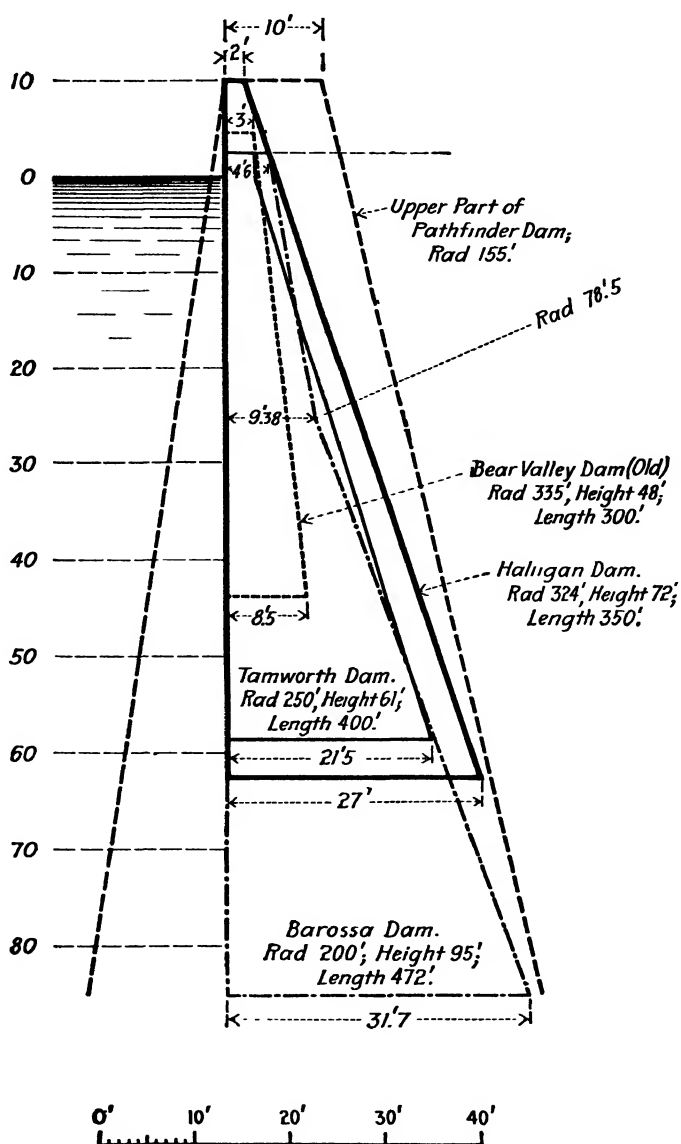 10'
2'
10
3'
4'6
0
Upper Part of
Pathfinder Dam;
Rad 155.'
10
Rad 78'.5
20
9'.38
30
Bear Valley Dam (Old)
Rad 335', Height 48';
Length 300.'
40
Halligan Dam.
Rad 324', Height 72';
Length 350.'
8'.5
50
Tamworth Dam.
Rad 250', Height 61';
Length 400.'
60
21'5
27'
70
Barossa Dam.
Rad 200'; Height 95';
Length 472.'
80
31'.7
0' 10' 20' 30' 40'